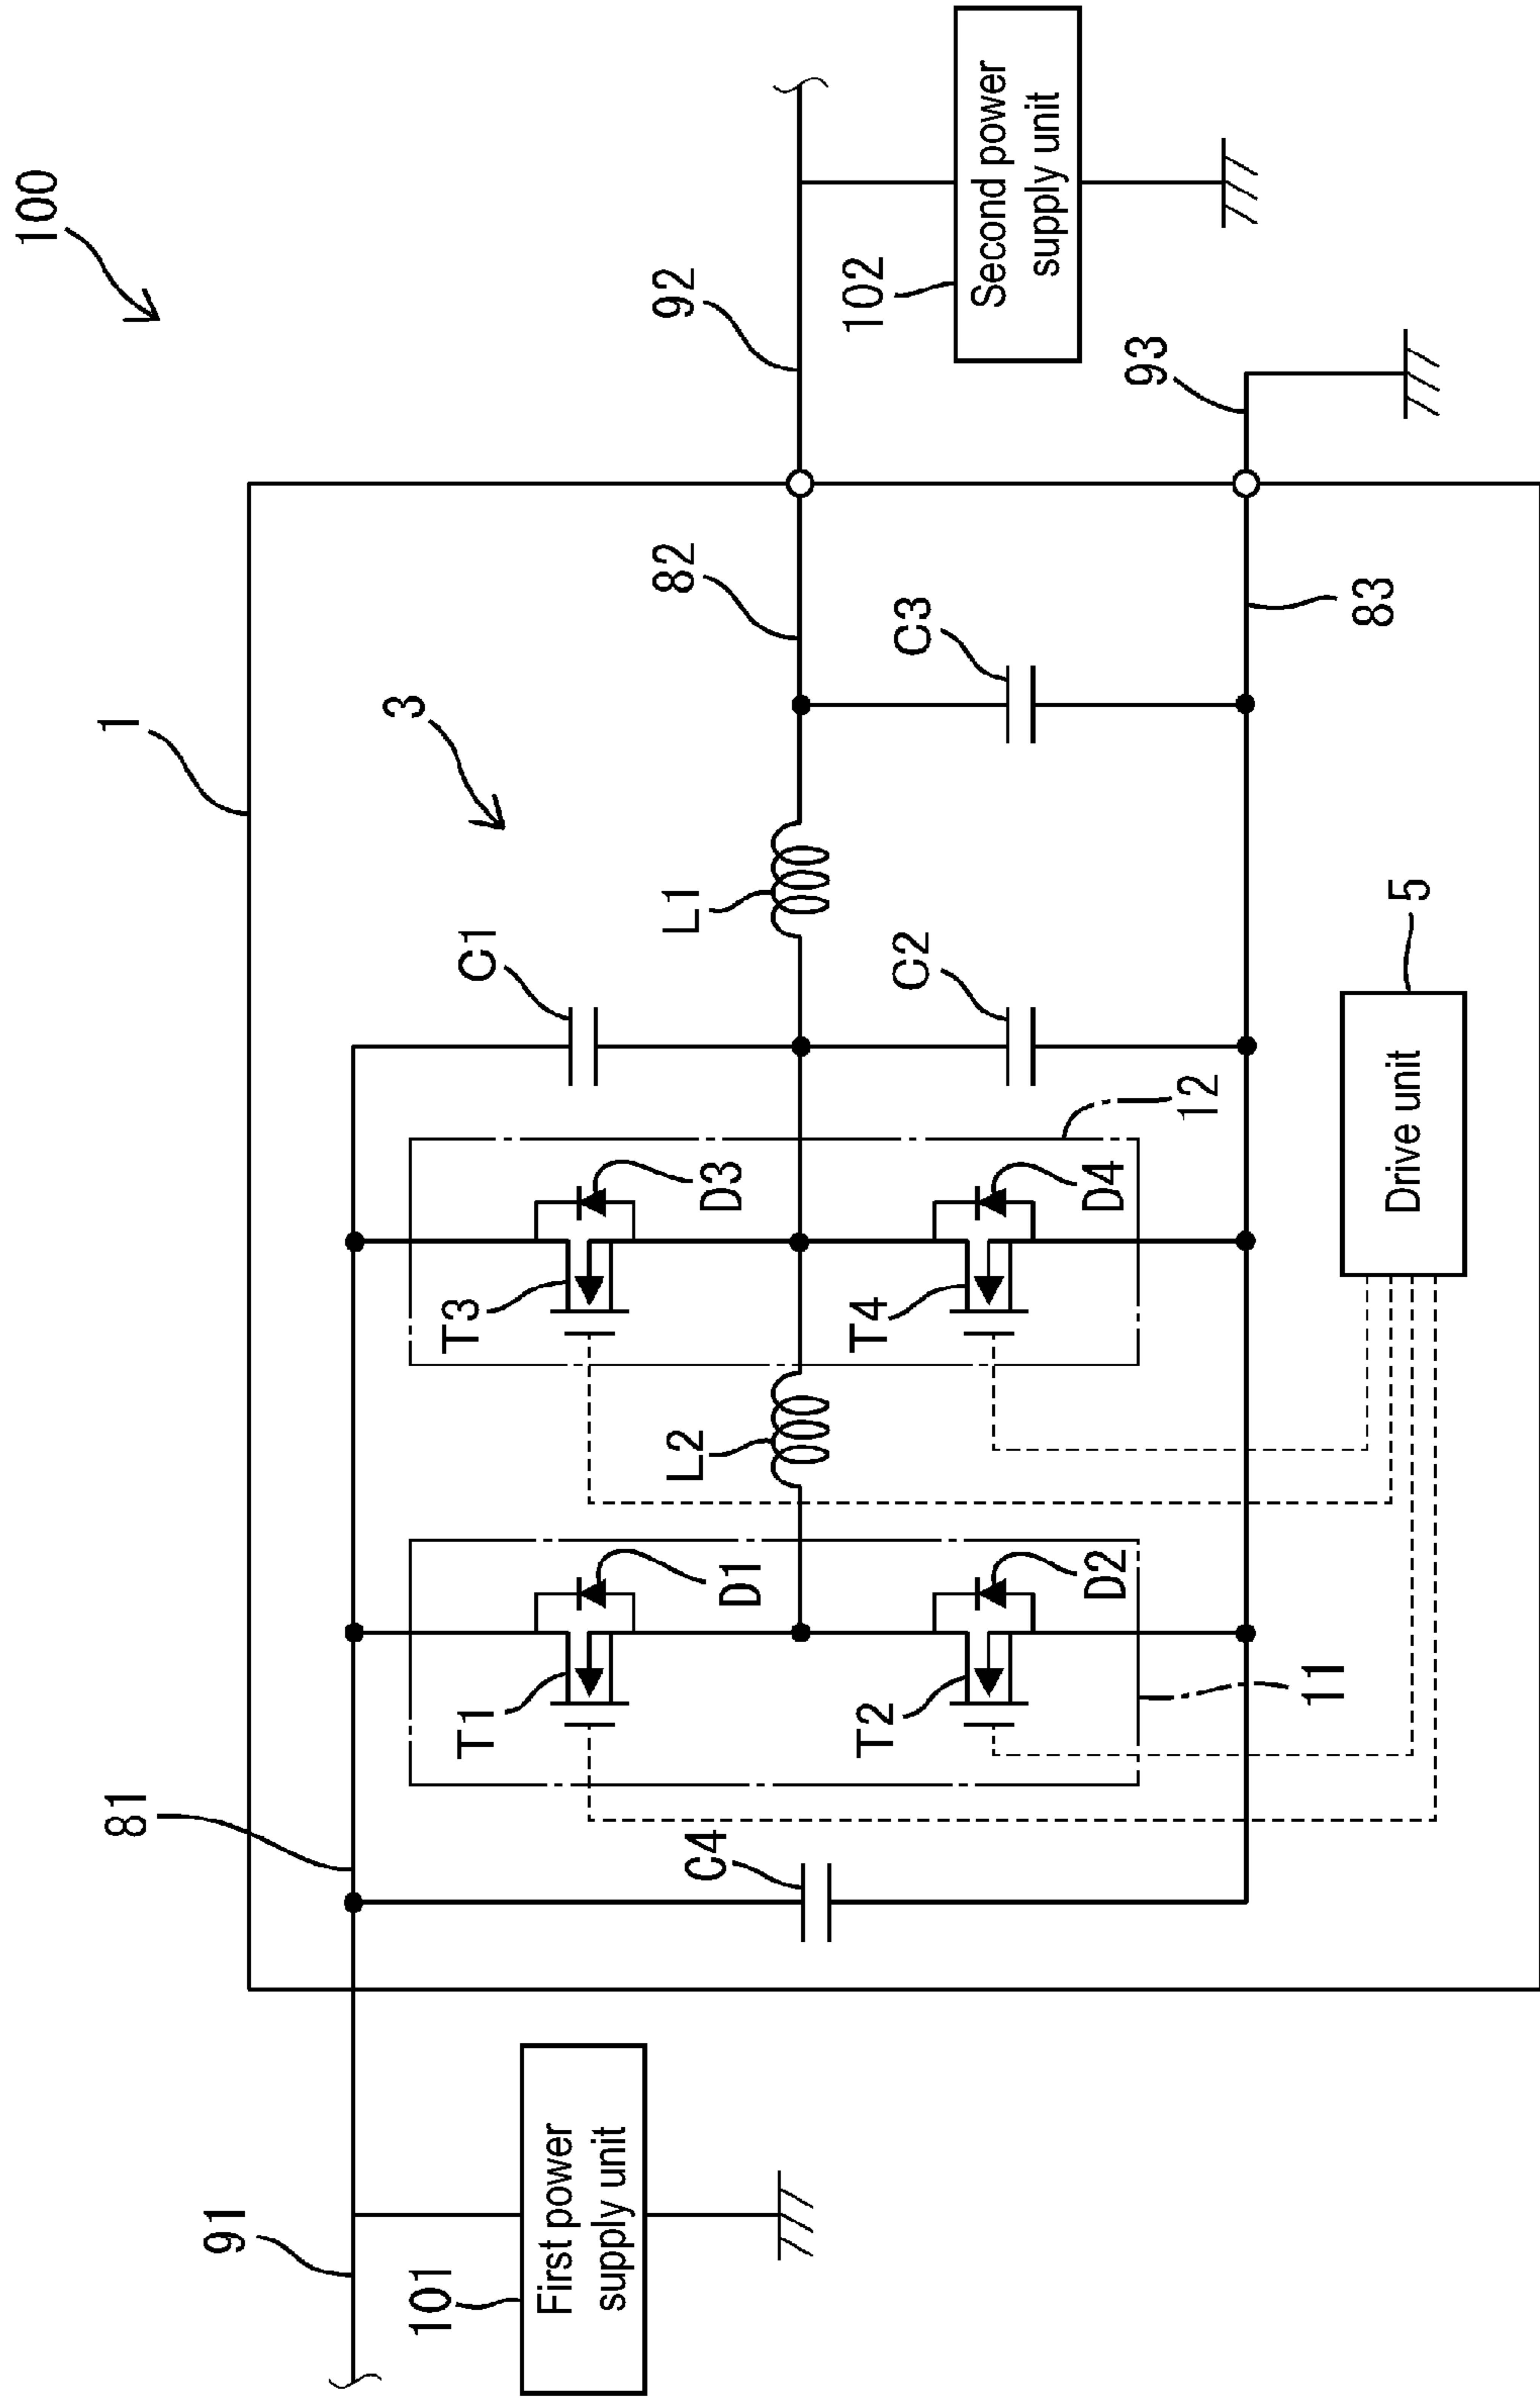 100
1
3
91
81
101
First power
supply unit
C4
T1
D1
T2
D2
11
L2
T3
D3
T4
D4
12
C1
C2
L1
C3
82
83
92
93
102
Second power
supply unit
Drive unit
5